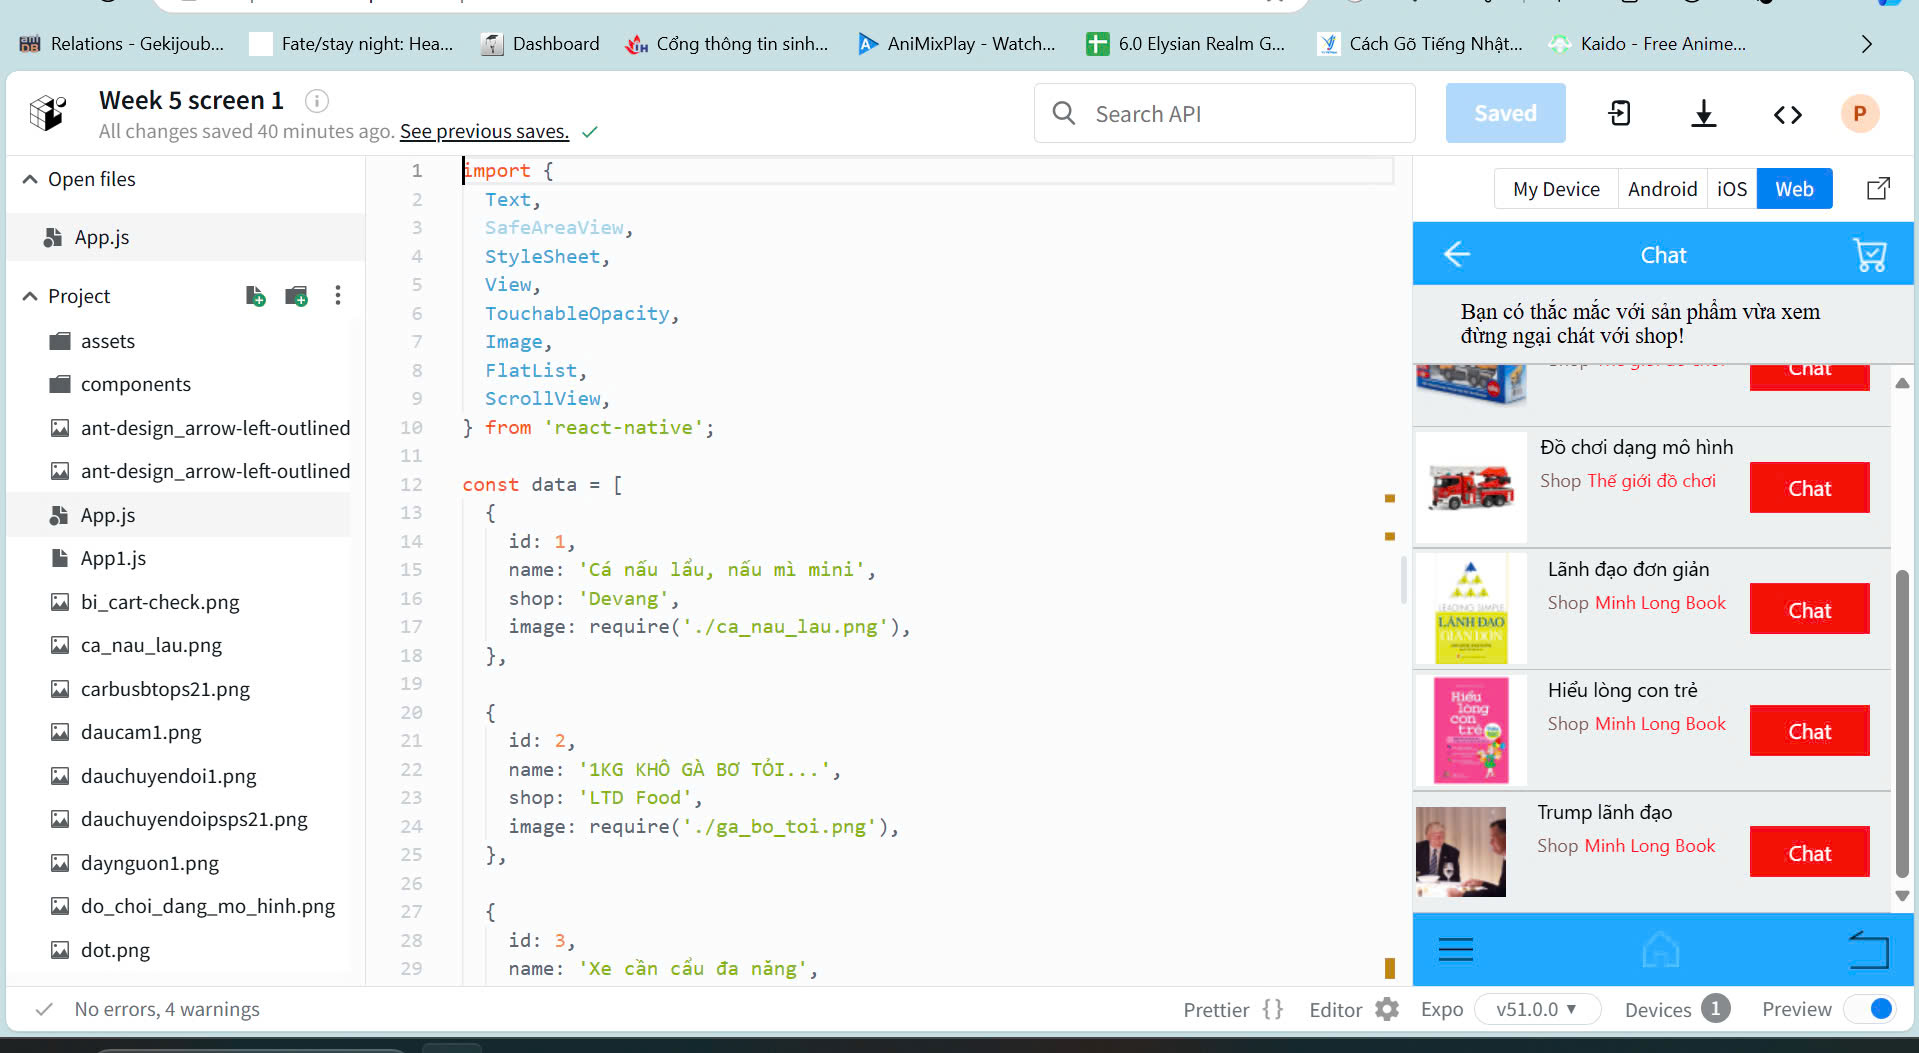 Relations - Gekijoub...
Fate/stay night: Hea...
Dashboard
Cổng thông tin sinh...
AniMixPlay - Watch...
6.0 Elysian Realm G...
Cách Gõ Tiếng Nhật...
Kaido - Free Anime...
Week 5 screen 1
All changes saved 40 minutes ago. See previous saves.
Search API
Saved
P
Open files
App.js
Project
assets
components
ant-design_arrow-left-outlined
ant-design_arrow-left-outlined
App.js
App1.js
bi_cart-check.png
ca_nau_lau.png
carbusbtops21.png
daucam1.png
dauchuyendoi1.png
dauchuyendoipsps21.png
daynguon1.png
do_choi_dang_mo_hinh.png
dot.png
1 import {
2 Text,
3 SafeAreaView,
4 StyleSheet,
5 View,
6 TouchableOpacity,
7 Image,
8 FlatList,
9 ScrollView,
10 } from 'react-native';
11
12 const data = [
13 {
14 id: 1,
15 name: 'Cá nấu lẩu, nấu mì mini',
16 shop: 'Devang',
17 image: require('./ca_nau_lau.png'),
18 },
19
20 {
21 id: 2,
22 name: '1KG KHÔ GÀ BƠ TỎI...',
23 shop: 'LTD Food',
24 image: require('./ga_bo_toi.png'),
25 },
26
27 {
28 id: 3,
29 name: 'Xe cần cẩu đa năng',
My Device
Android
iOS
Web
Chat
Bạn có thắc mắc với sản phẩm vừa xem
đừng ngại chát với shop!
Chat
Đồ chơi dạng mô hình
Shop Thế giới đồ chơi
Chat
LEADING SIMPLE
LÃNH ĐẠO
GIẢN ĐƠN
Lãnh đạo đơn giản
Shop Minh Long Book
Chat
Hiểu
lòng
con
trẻ
Hiểu lòng con trẻ
Shop Minh Long Book
Chat
Trump lãnh đạo
Shop Minh Long Book
Chat
No errors, 4 warnings
Prettier {}
Editor
Expo
v51.0.0
Devices 1
Preview